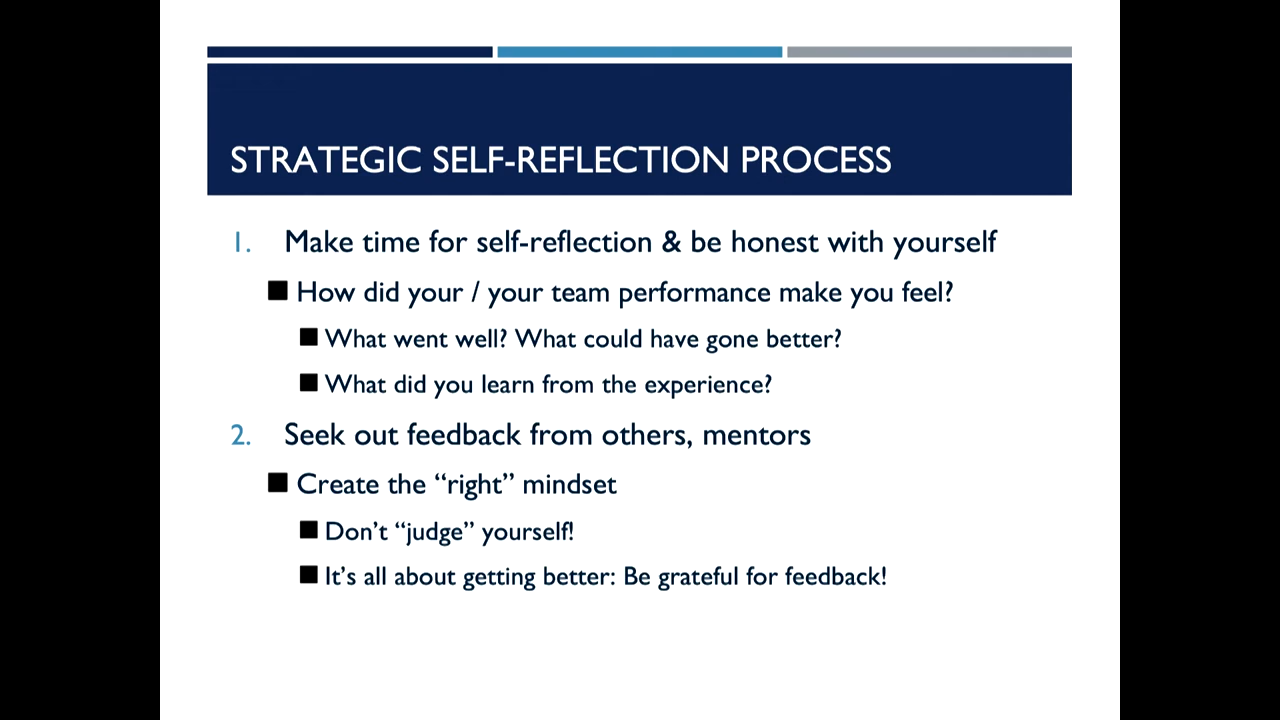 STRATEGIC SELF-REFLECTION PROCESS
1. Make time for self-reflection & be honest with yourself
■ How did your / your team performance make you feel?
■ What went well? What could have gone better?
■ What did you learn from the experience?
2. Seek out feedback from others, mentors
■ Create the “right” mindset
■ Don’t “judge” yourself!
■ It’s all about getting better: Be grateful for feedback!